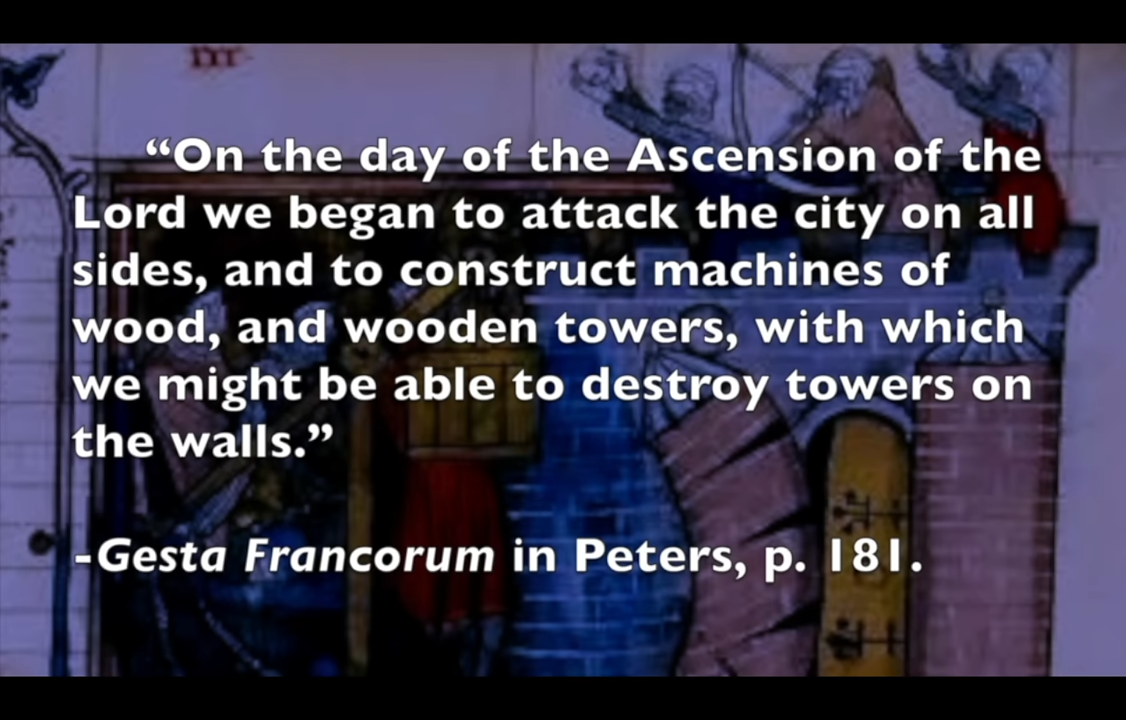 m
“On the day of the Ascension of the
Lord we began to attack the city on all
sides, and to construct machines of
wood, and wooden towers, with which
we might be able to destroy towers on
the walls.”
-Gesta Francorum in Peters, p. 181.